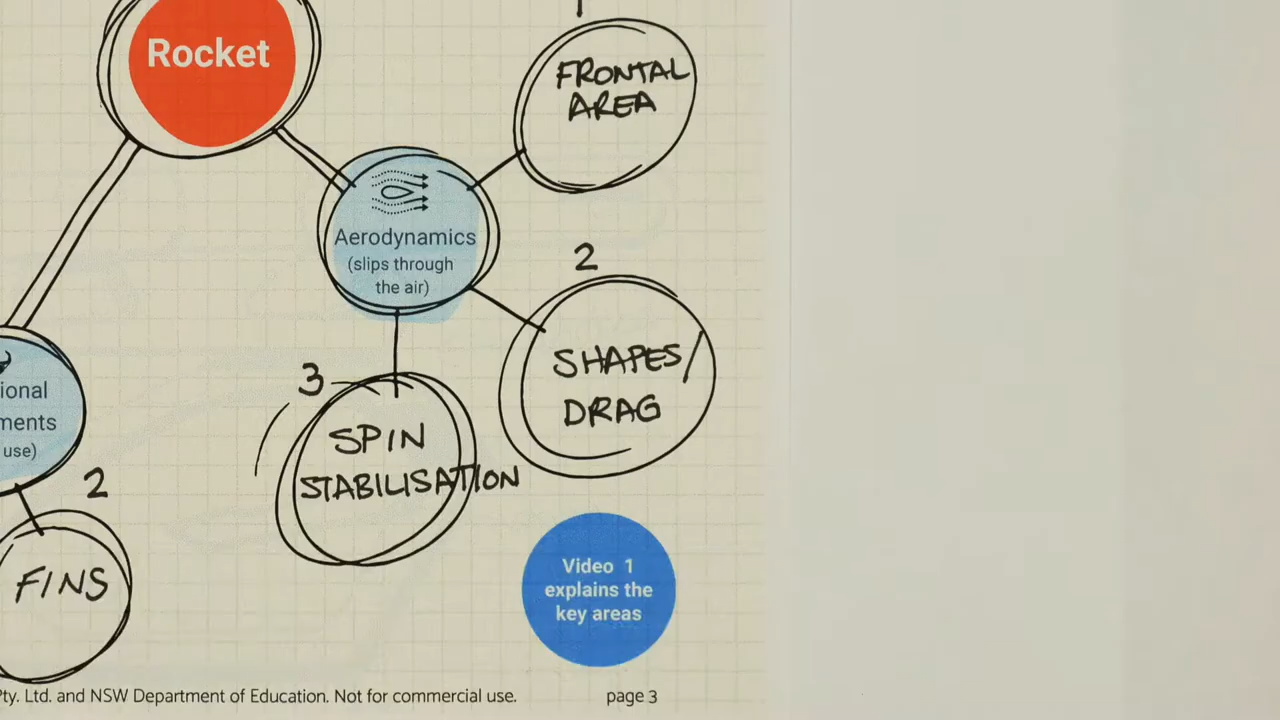 Rocket
FRONTAL
AREA
Aerodynamics
(slips through
the air)
2
SHAPES/
DRAG
3
SPIN
STABILISATION
ional
ments
use)
2
FINS
Video 1
explains the
key areas
Pty. Ltd. and NSW Department of Education. Not for commercial use.
page 3